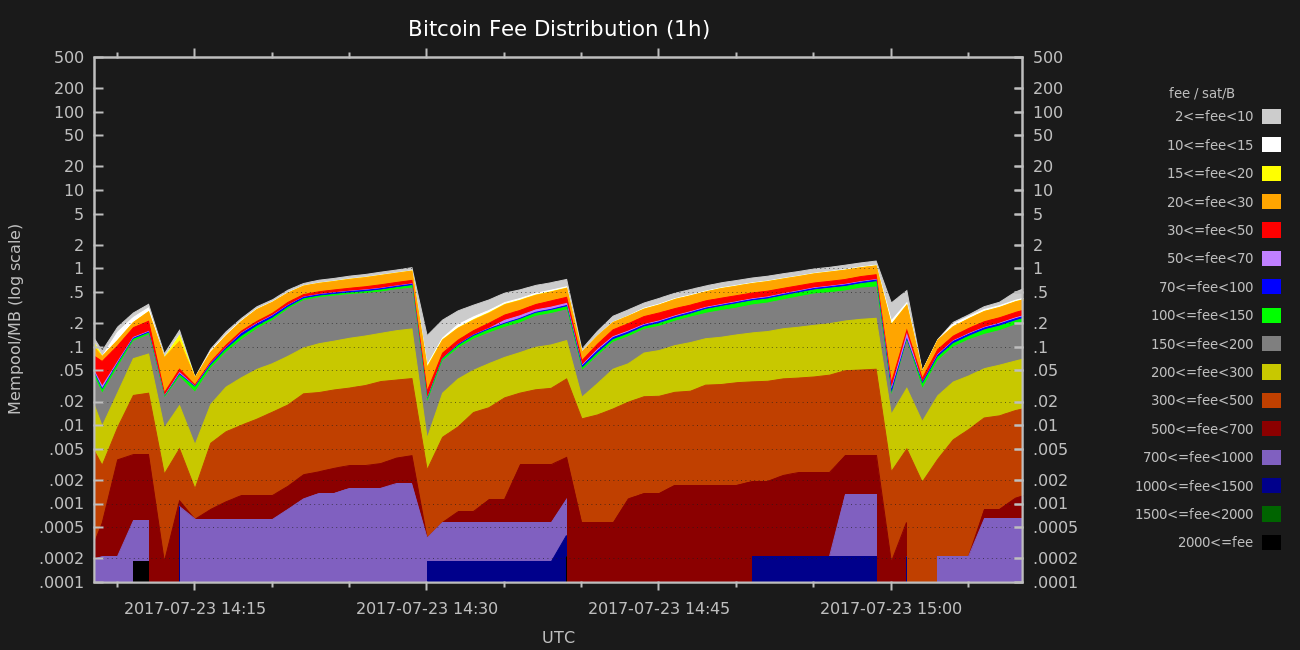 Bitcoin Fee Distribution (1h)
Mempool/MB (log scale)
500
200
100
50
20
10
5
2
1
.5
.2
.1
.05
.02
.01
.005
.002
.001
.0005
.0002
.0001
500
200
100
50
20
10
5
2
1
.5
.2
.1
.05
.02
.01
.005
.002
.001
.0005
.0002
.0001
2017-07-23 14:15
2017-07-23 14:30
2017-07-23 14:45
2017-07-23 15:00
UTC
fee / sat/B
2<=fee<10
10<=fee<15
15<=fee<20
20<=fee<30
30<=fee<50
50<=fee<70
70<=fee<100
100<=fee<150
150<=fee<200
200<=fee<300
300<=fee<500
500<=fee<700
700<=fee<1000
1000<=fee<1500
1500<=fee<2000
2000<=fee